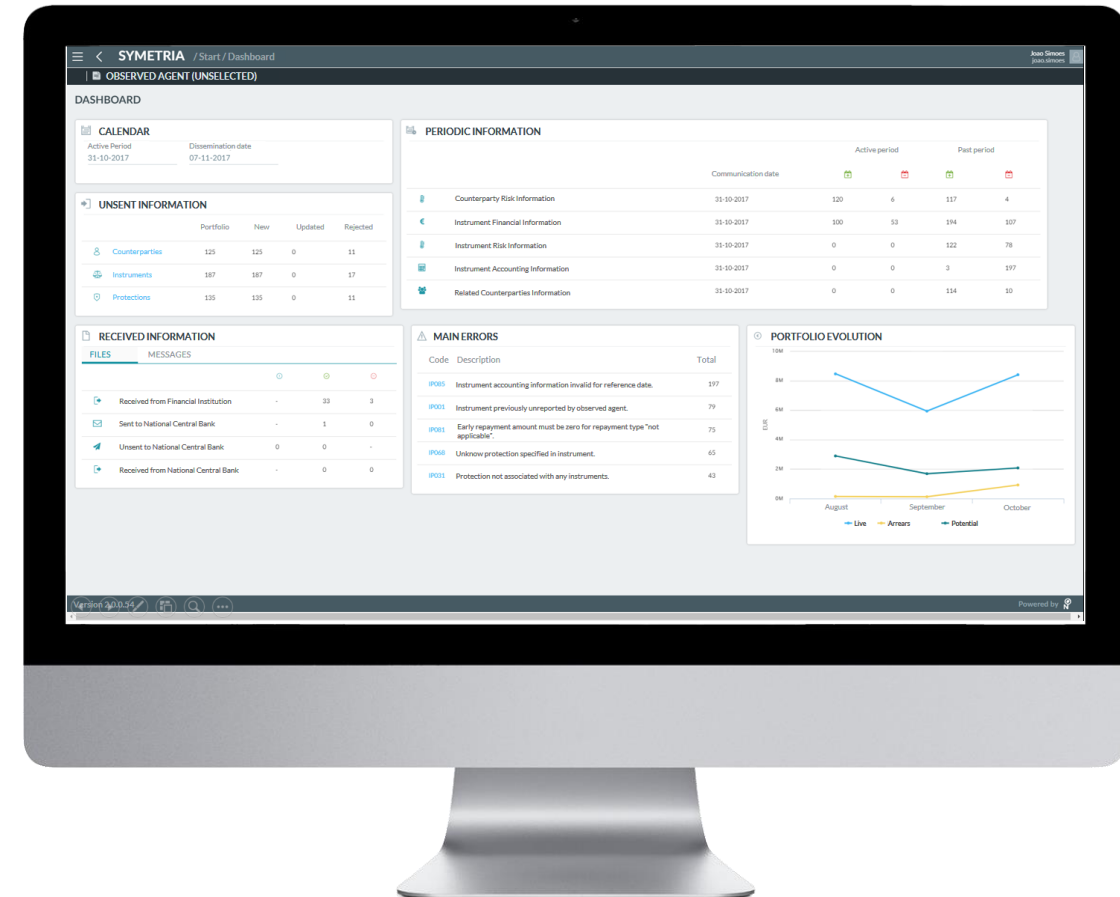 SYMETRIA / Start / Dashboard
Joao Simoes
joao.simoes
OBSERVED AGENT (UNSELECTED)
DASHBOARD
CALENDAR
Active Period Dissemination date
31-10-2017 07-11-2017
UNSENT INFORMATION
Portfolio New Updated Rejected
Counterparties 125 125 0 11
Instruments 187 187 0 17
Protections 135 135 0 11
PERIODIC INFORMATION
Active period Past period
Communication date
Counterparty Risk Information 31-10-2017 120 6 117 4
Instrument Financial Information 31-10-2017 100 53 194 107
Instrument Risk Information 31-10-2017 0 0 122 78
Instrument Accounting Information 31-10-2017 0 0 3 197
Related Counterparties Information 31-10-2017 0 0 114 10
RECEIVED INFORMATION
FILES MESSAGES
Received from Financial Institution - 33 3
Sent to National Central Bank - 1 0
Unsent to National Central Bank 0 0 -
Received from National Central Bank - 0 0
MAIN ERRORS
Code Description Total
IP085 Instrument accounting information invalid for reference date. 197
IP001 Instrument previously unreported by observed agent. 79
IP081 Early repayment amount must be zero for repayment type "not
applicable". 75
IP068 Unknow protection specified in instrument. 65
IP031 Protection not associated with any instruments. 43
PORTFOLIO EVOLUTION
10M
8M
6M
EUR
4M
2M
0M
August September October
Live Arrears Potential
Version 2.0.0.54
Powered by